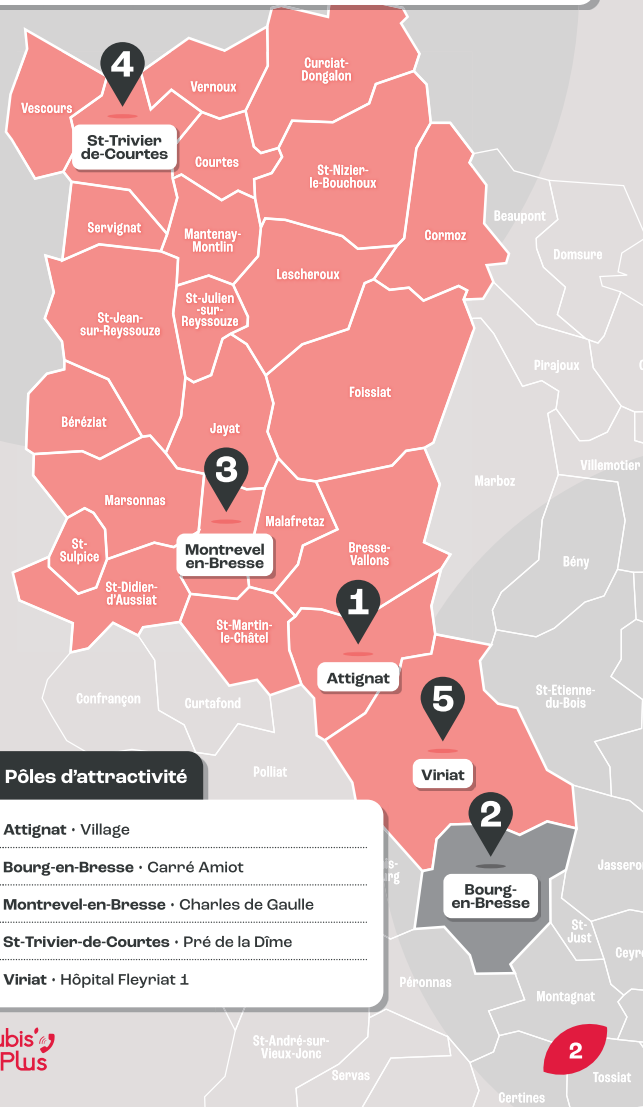 Curciat-
Dongalon
4
Vernoux
Vescours
St-Trivier
de-Courtes
Courtes
St-Nizier-
le-Bouchoux
Beaupont
Servignat
Mantenay-
Montlin
Cormoz
Domsure
Lescheroux
St-Julien
-sur-
Reyssouze
St-Jean-
sur-Reyssouze
Pirajoux
Foissiat
Béréziat
Jayat
3
Villemotier
Marboz
Marsonnas
Malafretaz
St-
Sulpice
Montrevel
en-Bresse
Bresse-
Vallons
Bény
St-Didier-
d'Aussiat
1
St-Martin-
le-Châtel
Attignat
St-Etienne-
du-Bois
Confrançon
Curtafond
5
Polliat
Viriat
Pôles d'attractivité
2
Attignat · Village
Bourg-en-Bresse · Carré Amiot
Montrevel-en-Bresse · Charles de Gaulle
St-Trivier-de-Courtes · Pré de la Dîme
Viriat · Hôpital Fleyriat 1
Bourg-
en-Bresse
St-
Just
Péronnas
Montagnat
St-André-sur-
Vieux-Jonc
Servas
Plus
2
Tossiat
Certines